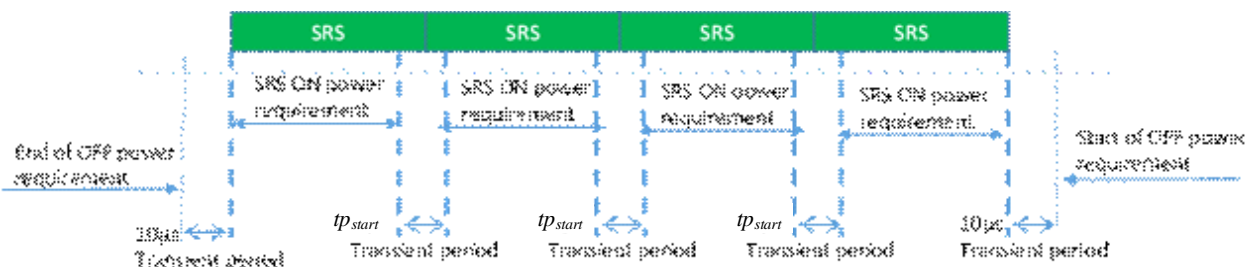 SRS SRS SRS SRS
SRS ON power
requirement
SRS ON power
requirement
SRS ON power
requirement
SRS ON power
requirement
End of OFF power
requirement
Start of OFF power
requirement
10µs
Transient period
tpstart
Transient period
tpstart
Transient period
tpstart
Transient period
10µs
Transient period